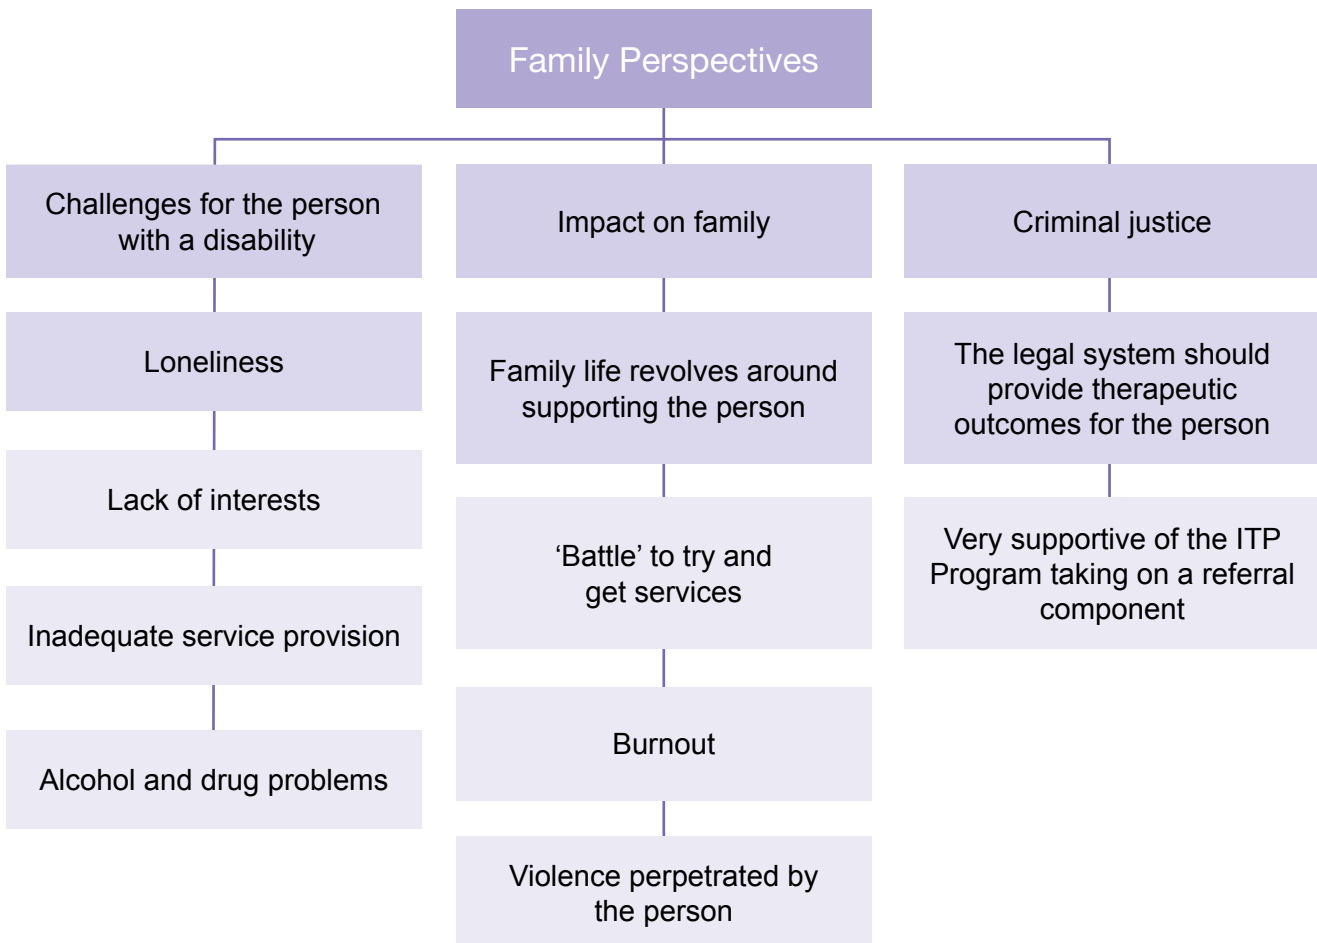 Family Perspectives
Challenges for the person
with a disability
Loneliness
Lack of interests
Inadequate service provision
Alcohol and drug problems
Impact on family
Family life revolves around
supporting the person
‘Battle’ to try and
get services
Burnout
Violence perpetrated by
the person
Criminal justice
The legal system should
provide therapeutic
outcomes for the person
Very supportive of the ITP
Program taking on a referral
component